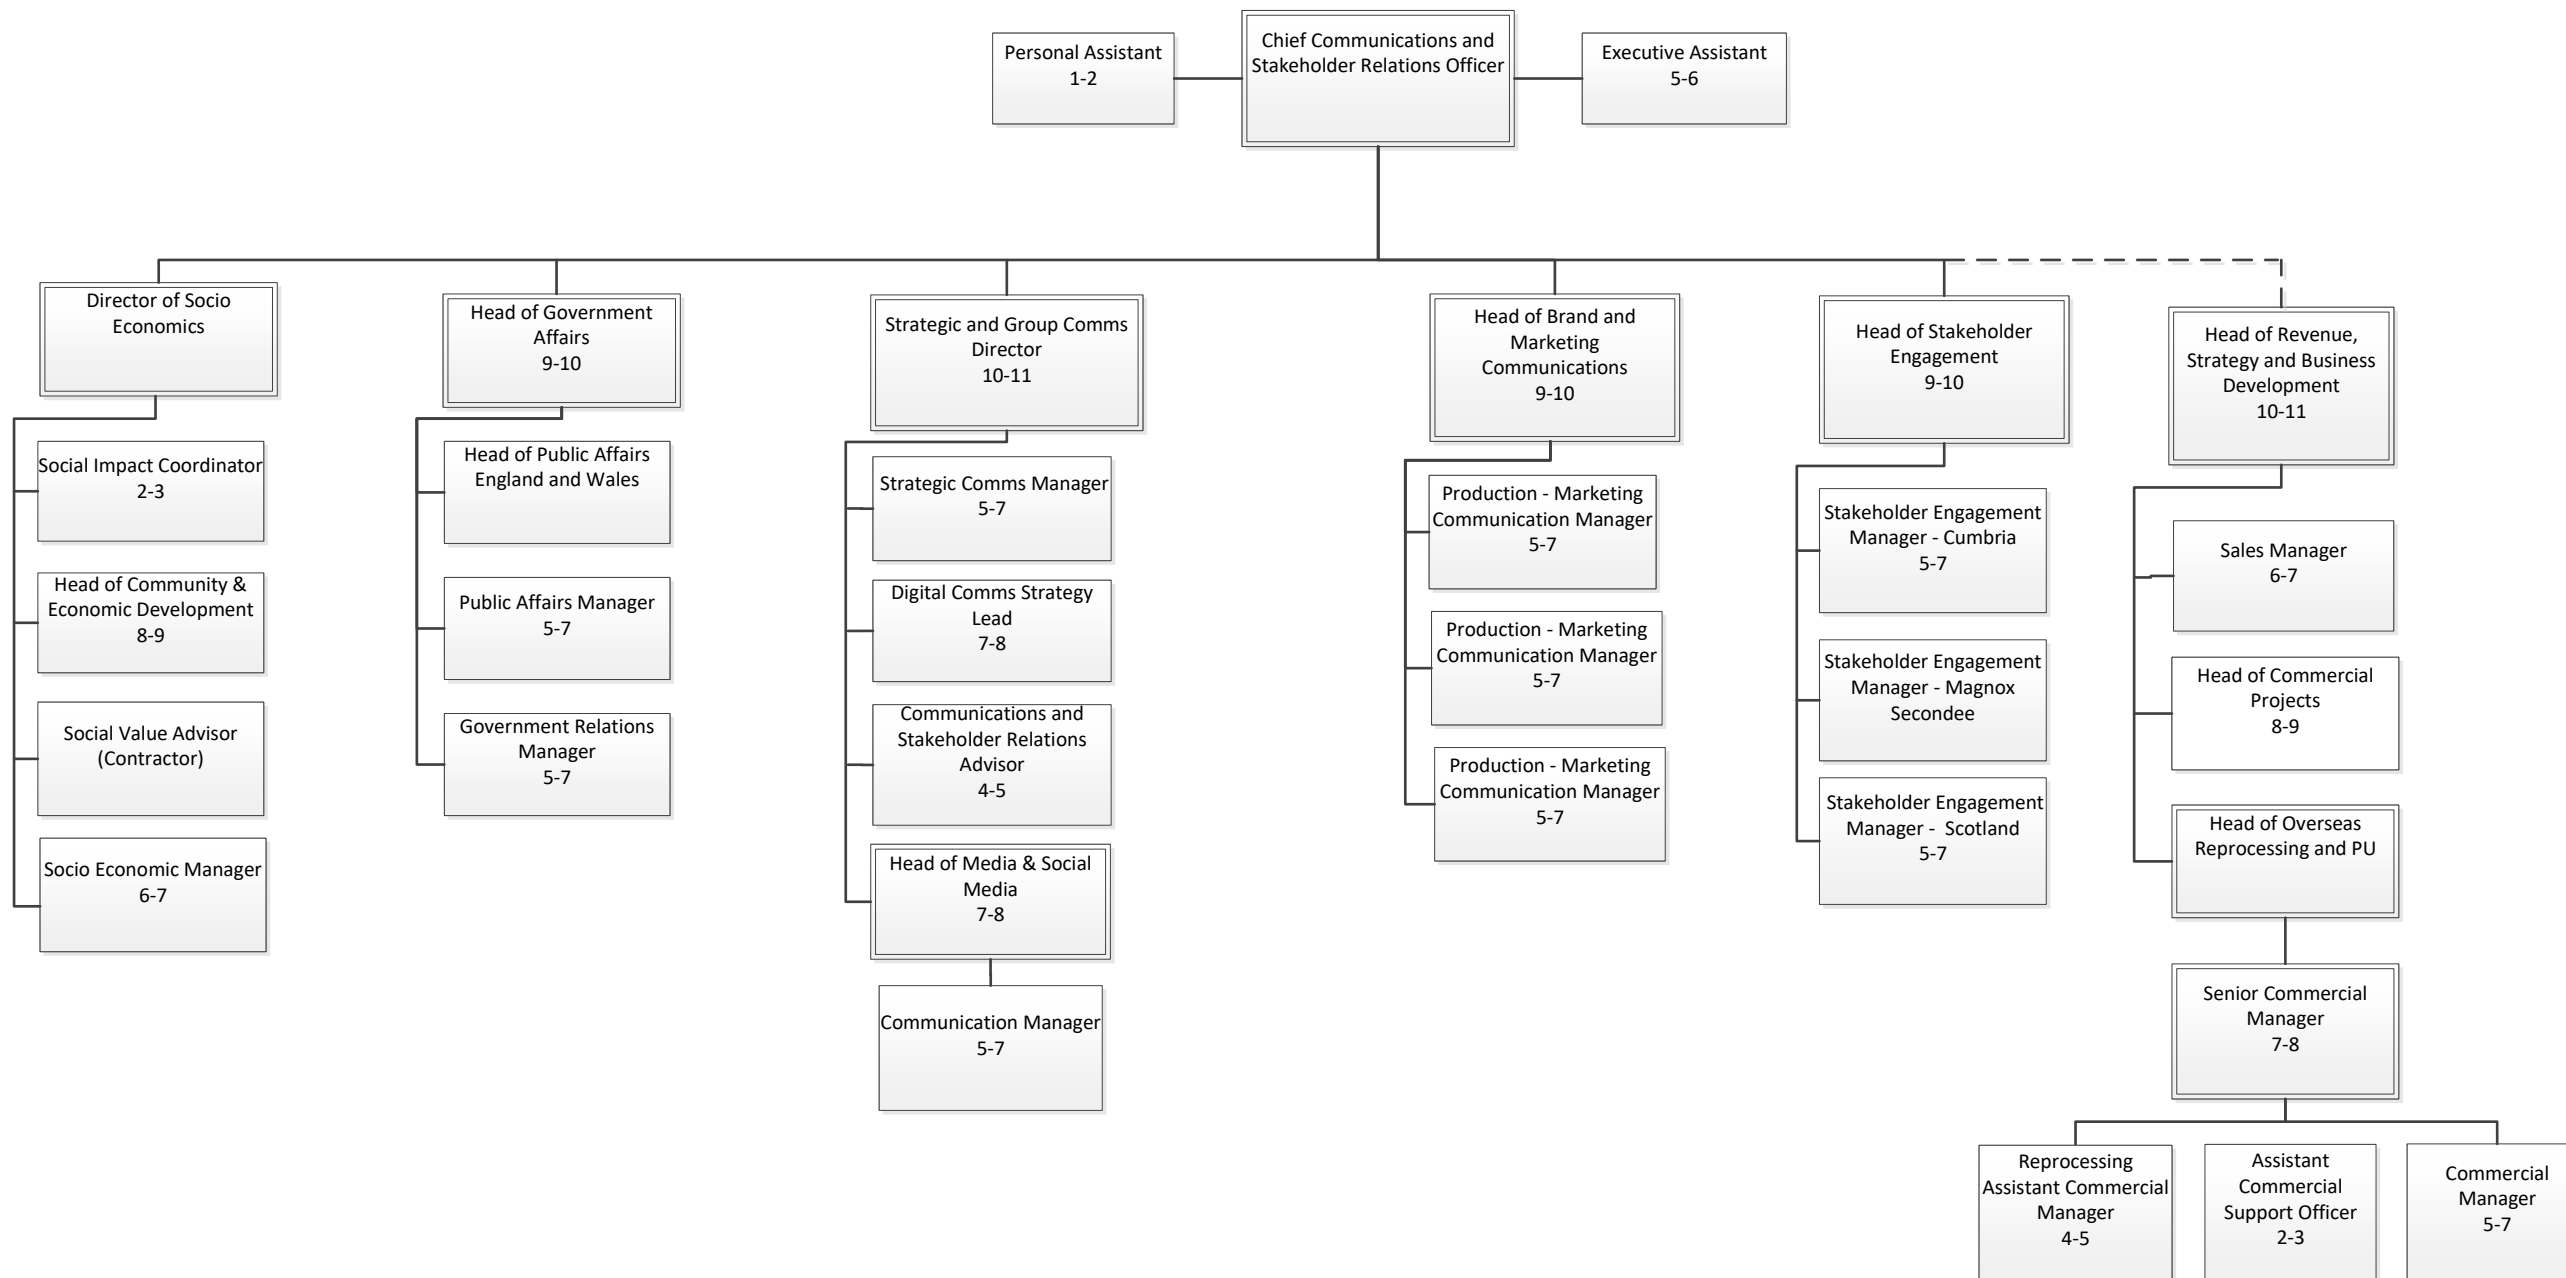 Personal Assistant
1-2
Chief Communications and
Stakeholder Relations Officer
Executive Assistant
5-6
Director of Socio
Economics
Social Impact Coordinator
2-3
Head of Community &
Economic Development
8-9
Social Value Advisor
(Contractor)
Socio Economic Manager
6-7
Head of Government
Affairs
9-10
Head of Public Affairs
England and Wales
Public Affairs Manager
5-7
Government Relations
Manager
5-7
Strategic and Group Comms
Director
10-11
Strategic Comms Manager
5-7
Digital Comms Strategy
Lead
7-8
Communications and
Stakeholder Relations
Advisor
4-5
Head of Media & Social
Media
7-8
Communication Manager
5-7
Head of Brand and
Marketing
Communications
9-10
Production - Marketing
Communication Manager
5-7
Production - Marketing
Communication Manager
5-7
Production - Marketing
Communication Manager
5-7
Head of Stakeholder
Engagement
9-10
Stakeholder Engagement
Manager - Cumbria
5-7
Stakeholder Engagement
Manager - Magnox
Secondee
Stakeholder Engagement
Manager - Scotland
5-7
Head of Revenue,
Strategy and Business
Development
10-11
Sales Manager
6-7
Head of Commercial
Projects
8-9
Head of Overseas
Reprocessing and PU
Senior Commercial
Manager
7-8
Reprocessing
Assistant Commercial
Manager
4-5
Assistant
Commercial
Support Officer
2-3
Commercial
Manager
5-7